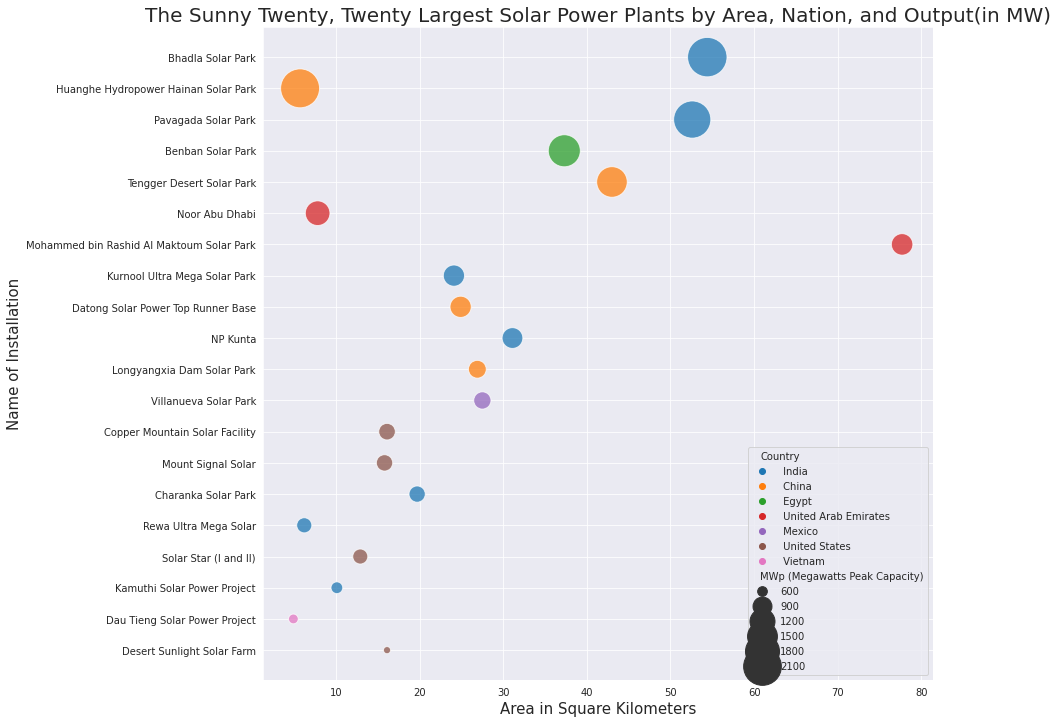 The Sunny Twenty, Twenty Largest Solar Power Plants by Area, Nation, and Output(in MW)
Name of Installation
Bhadla Solar Park
Huanghe Hydropower Hainan Solar Park
Pavagada Solar Park
Benban Solar Park
Tengger Desert Solar Park
Noor Abu Dhabi
Mohammed bin Rashid Al Maktoum Solar Park
Kurnool Ultra Mega Solar Park
Datong Solar Power Top Runner Base
NP Kunta
Longyangxia Dam Solar Park
Villanueva Solar Park
Copper Mountain Solar Facility
Mount Signal Solar
Charanka Solar Park
Rewa Ultra Mega Solar
Solar Star (I and II)
Kamuthi Solar Power Project
Dau Tieng Solar Power Project
Desert Sunlight Solar Farm
Country
India
China
Egypt
United Arab Emirates
Mexico
United States
Vietnam
MWp (Megawatts Peak Capacity)
600
900
1200
1500
1800
2100
10 20 30 40 50 60 70 80
Area in Square Kilometers